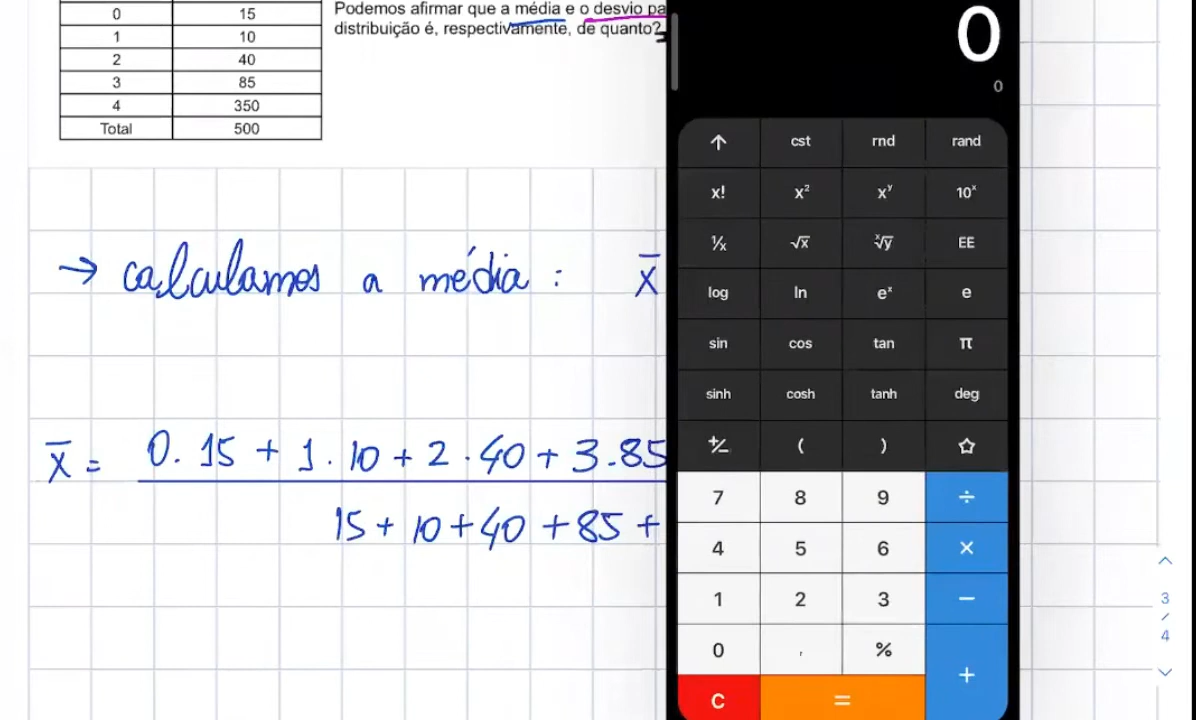 0 15
1 10
2 40
3 85
4 350
Total 500
Podemos afirmar que a média e o desvio pa
distribuição é, respectivamente, de quanto?
→ calculamos a média : x̄
x̄ = 0. 15 + 1. 10 + 2 . 40 + 3.85
15 + 10 + 40 + 85 +
0
0
↑ cst rnd rand
x! x² xʸ 10ˣ
¹⁄x √x ˣ√y EE
log ln eˣ e
sin cos tan π
sinh cosh tanh deg
+⁄− ( ) ☆
7 8 9 ÷
4 5 6 ×
1 2 3 −
0 , % +
C =
3
/
4